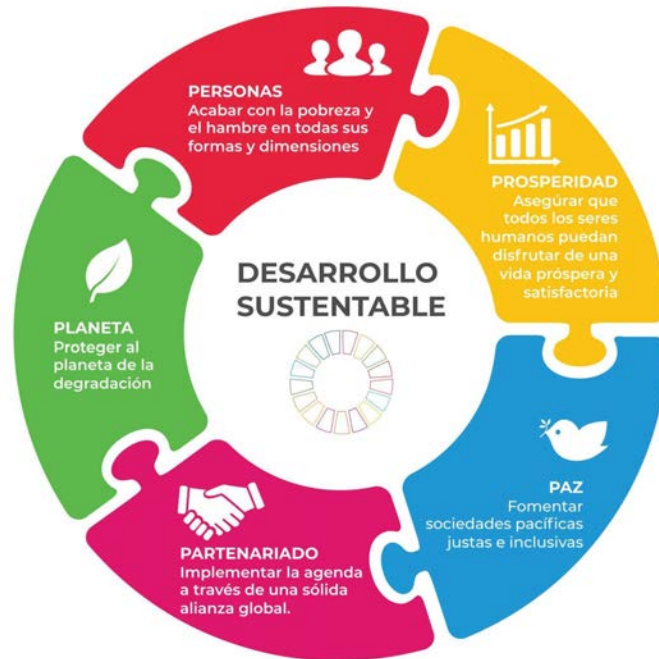 PERSONAS
Acabar con la pobreza y
el hambre en todas sus
formas y dimensiones
PROSPERIDAD
Asegúrar que
todos los seres
humanos puedan
disfrutar de una
vida próspera y
satisfactoria
DESARROLLO
SUSTENTABLE
PLANETA
Proteger al
planeta de la
degradación
PAZ
Fomentar
sociedades pacíficas
justas e inclusivas
PARTENARIADO
Implementar la agenda
a través de una sólida
alianza global.